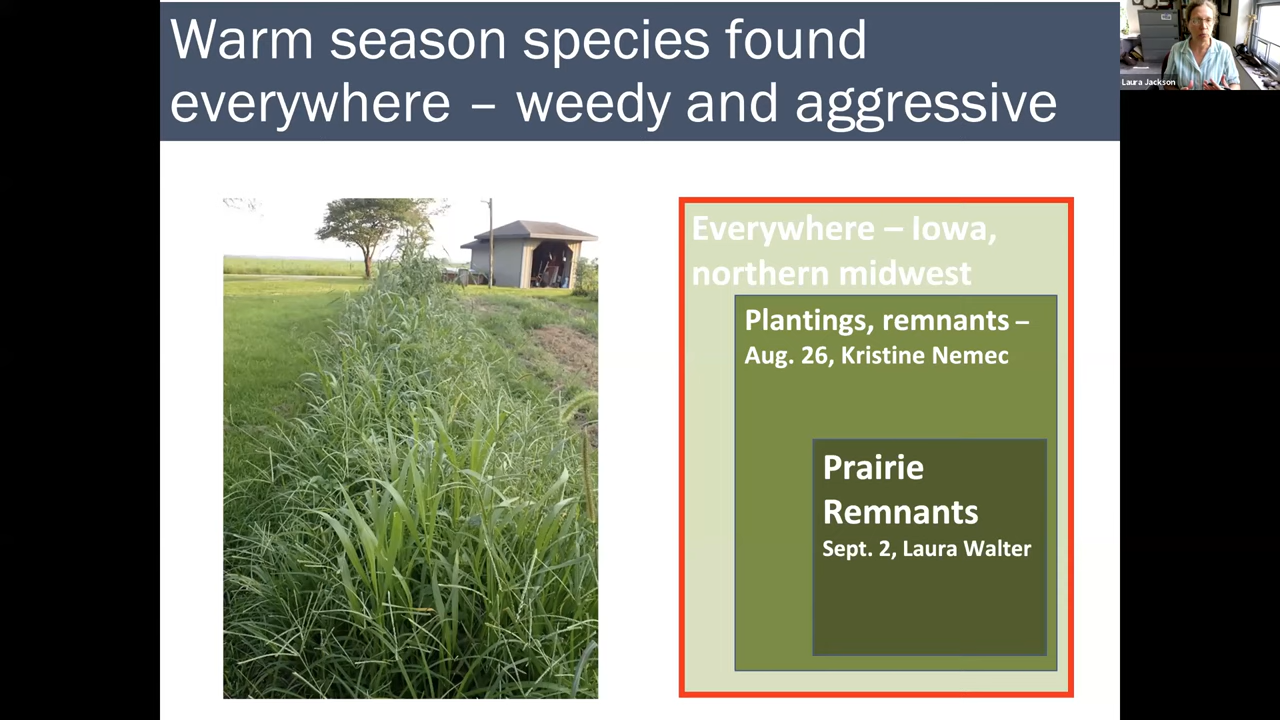 Warm season species found
everywhere – weedy and aggressive
Laura Jackson
Everywhere – Iowa,
northern midwest
Plantings, remnants –
Aug. 26, Kristine Nemec
Prairie
Remnants
Sept. 2, Laura Walter